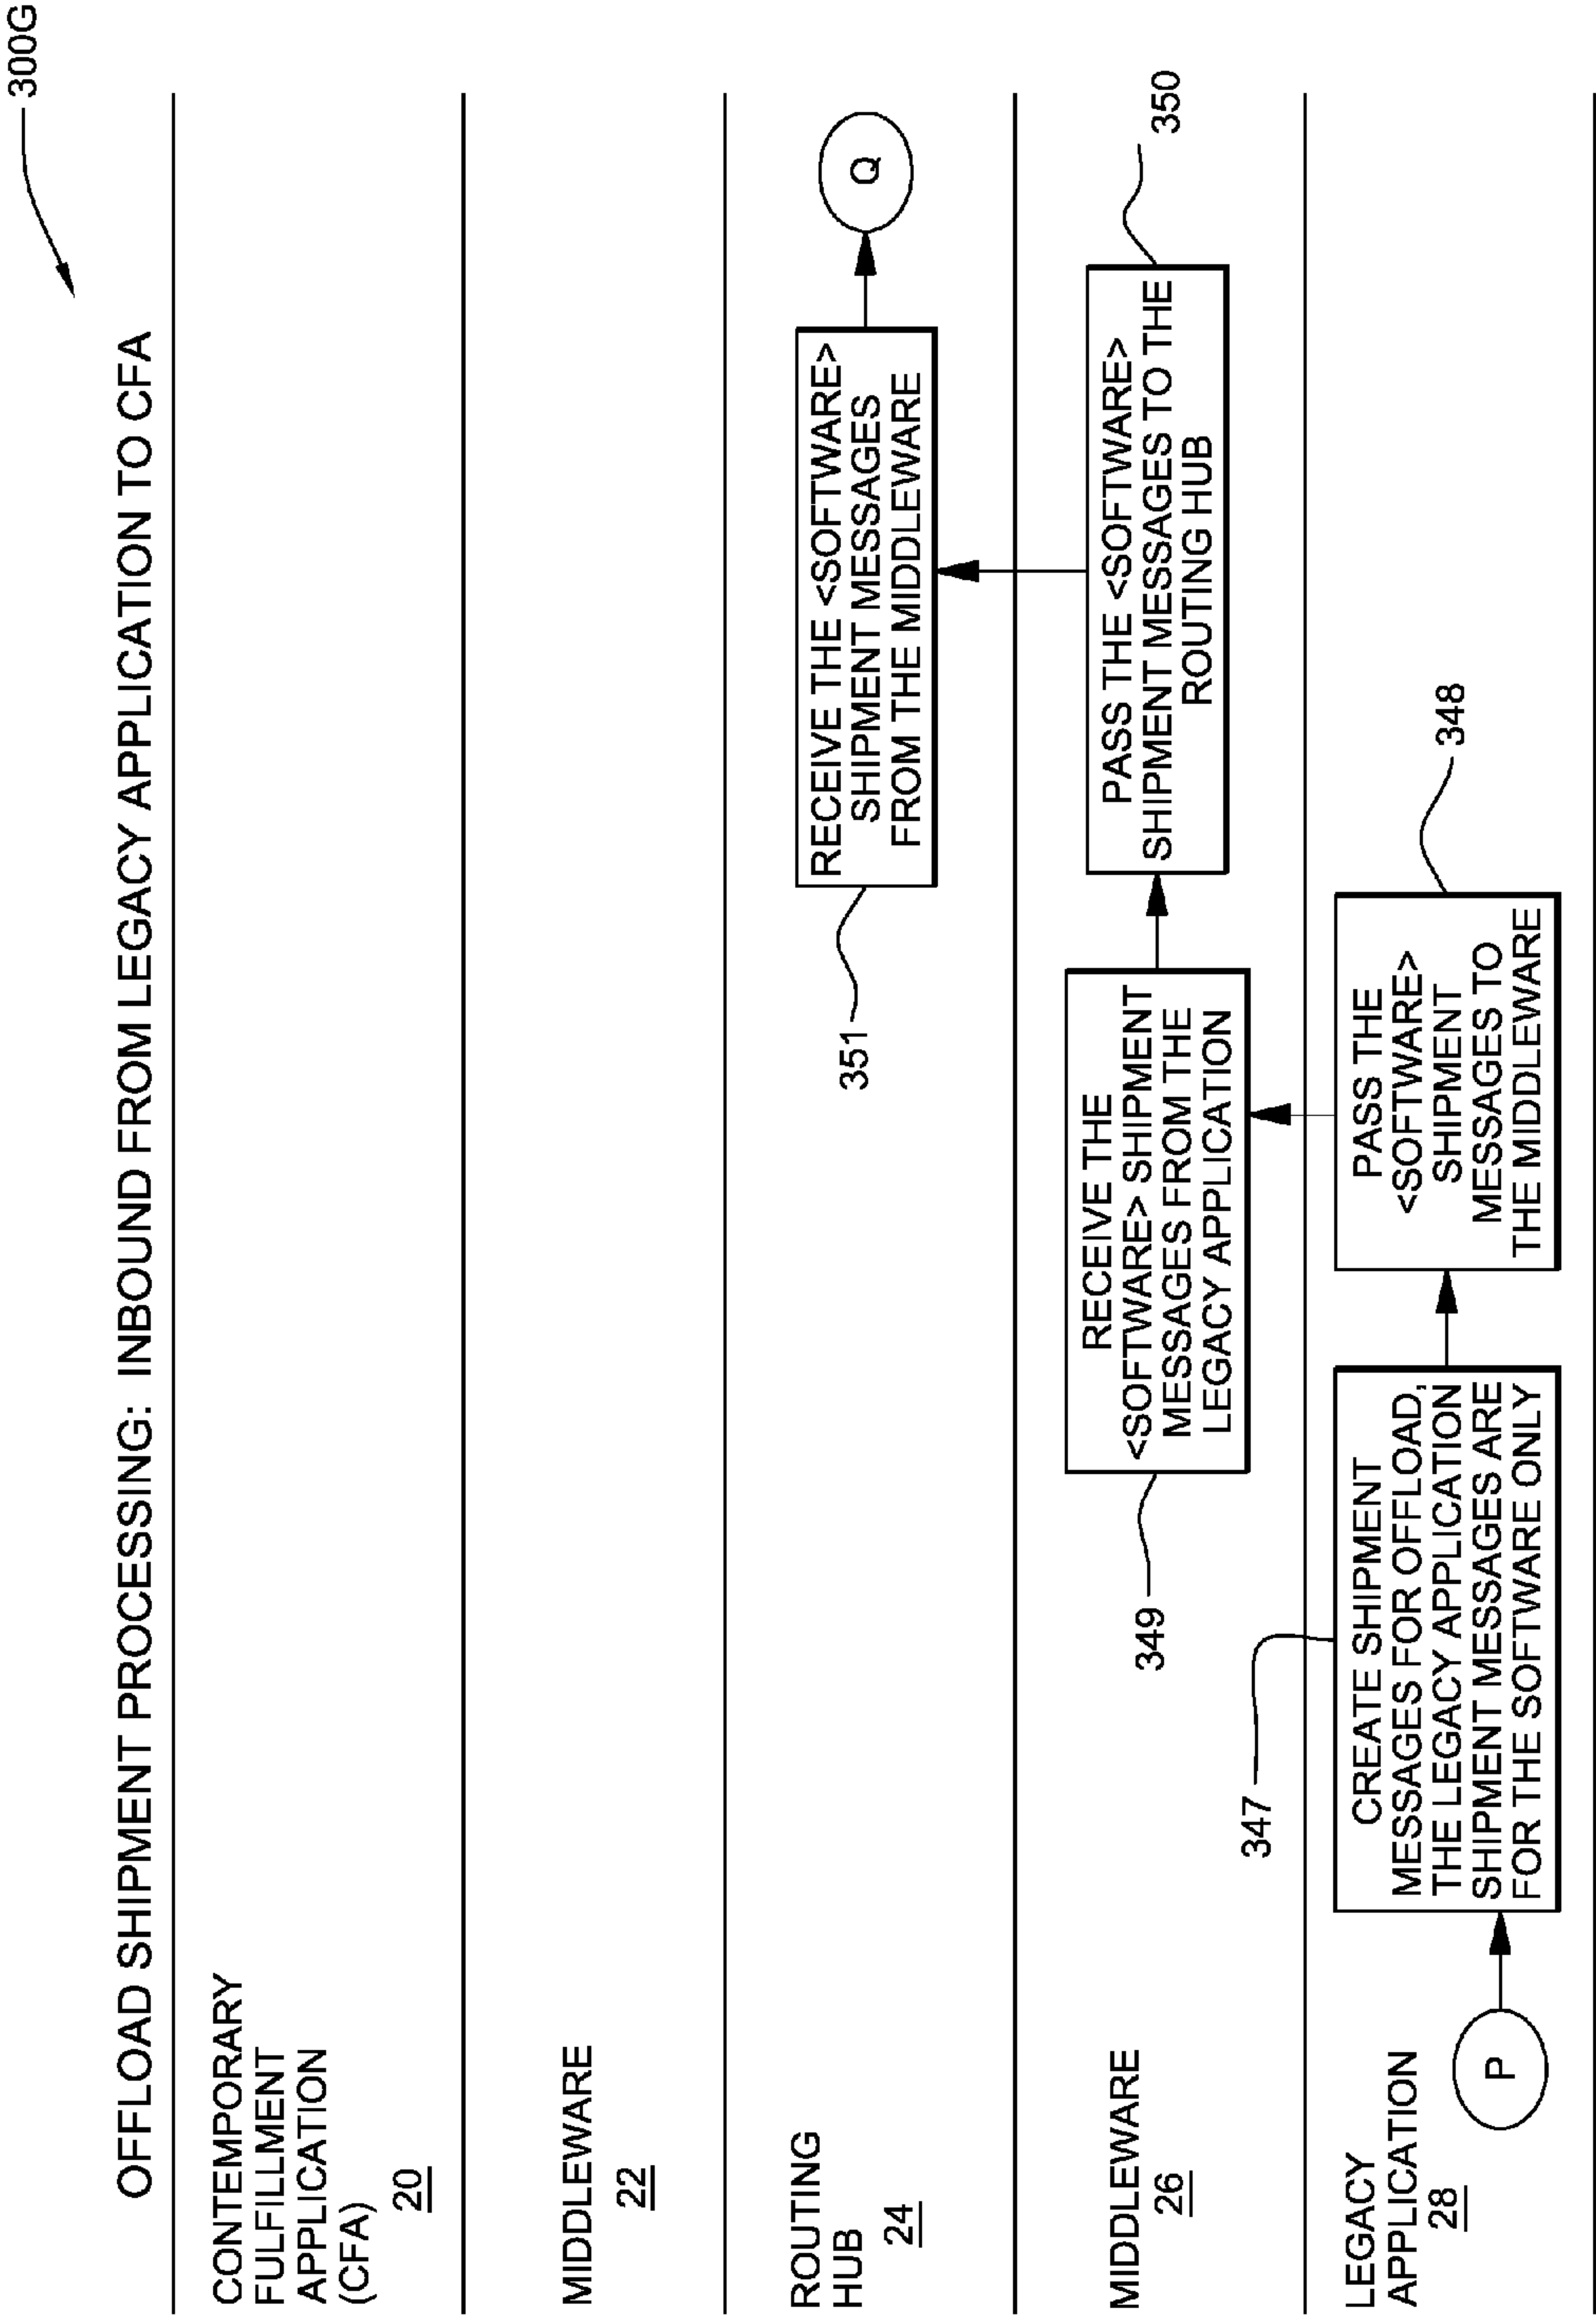 300G
OFFLOAD SHIPMENT PROCESSING: INBOUND FROM LEGACY APPLICATION TO CFA
CONTEMPORARY
FULFILLMENT
APPLICATION
(CFA)
20
MIDDLEWARE
22
ROUTING
HUB
24
351
RECEIVE THE <SOFTWARE>
SHIPMENT MESSAGES
FROM THE MIDDLEWARE
Q
MIDDLEWARE
26
349
RECEIVE THE
<SOFTWARE> SHIPMENT
MESSAGES FROM THE
LEGACY APPLICATION
PASS THE <SOFTWARE>
SHIPMENT MESSAGES TO THE
ROUTING HUB
350
LEGACY
APPLICATION
28
P
347
CREATE SHIPMENT
MESSAGES FOR OFFLOAD,
THE LEGACY APPLICATION
SHIPMENT MESSAGES ARE
FOR THE SOFTWARE ONLY
PASS THE
<SOFTWARE>
SHIPMENT
MESSAGES TO
THE MIDDLEWARE
348